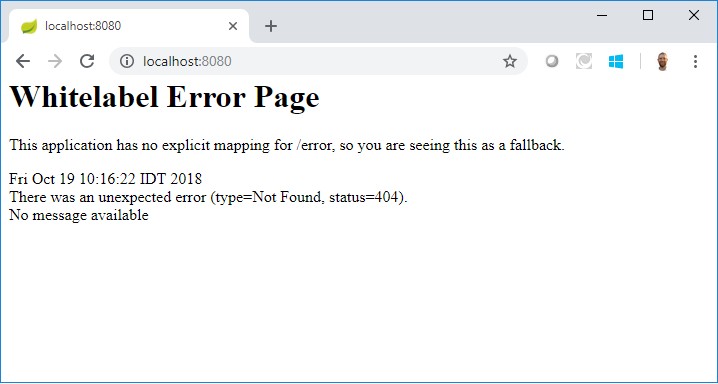 localhost:8080
localhost:8080
Whitelabel Error Page
This application has no explicit mapping for /error, so you are seeing this as a fallback.
Fri Oct 19 10:16:22 IDT 2018
There was an unexpected error (type=Not Found, status=404).
No message available